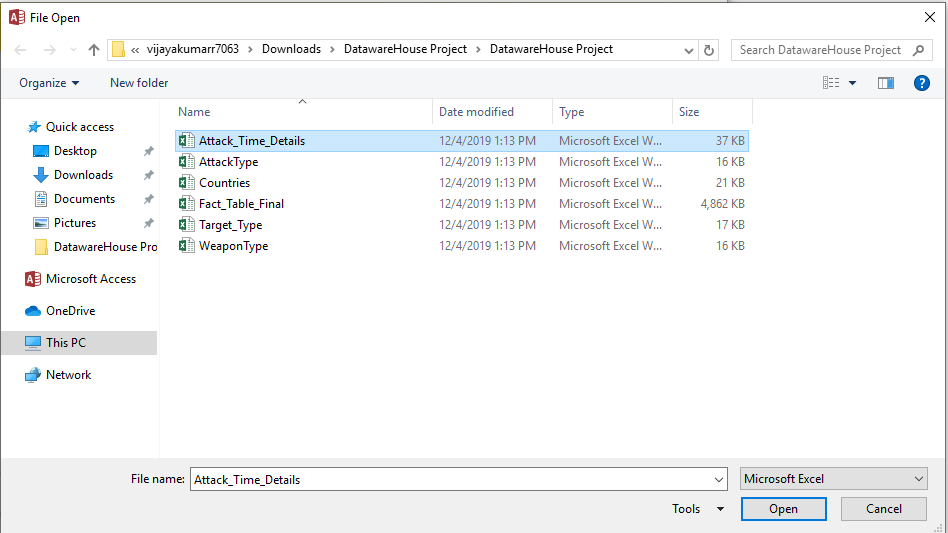 File Open
« vijayakumarr7063 › Downloads › DatawareHouse Project › DatawareHouse Project
Search DatawareHouse Project
Organize
New folder
Name Date modified Type Size
Quick access
Desktop
Downloads
Documents
Pictures
DatawareHouse Pro
Microsoft Access
OneDrive
This PC
Network
Attack_Time_Details 12/4/2019 1:13 PM Microsoft Excel W... 37 KB
AttackType 12/4/2019 1:13 PM Microsoft Excel W... 16 KB
Countries 12/4/2019 1:13 PM Microsoft Excel W... 21 KB
Fact_Table_Final 12/4/2019 1:13 PM Microsoft Excel W... 4,862 KB
Target_Type 12/4/2019 1:13 PM Microsoft Excel W... 17 KB
WeaponType 12/4/2019 1:13 PM Microsoft Excel W... 16 KB
File name: Attack_Time_Details
Microsoft Excel
Tools
Open
Cancel